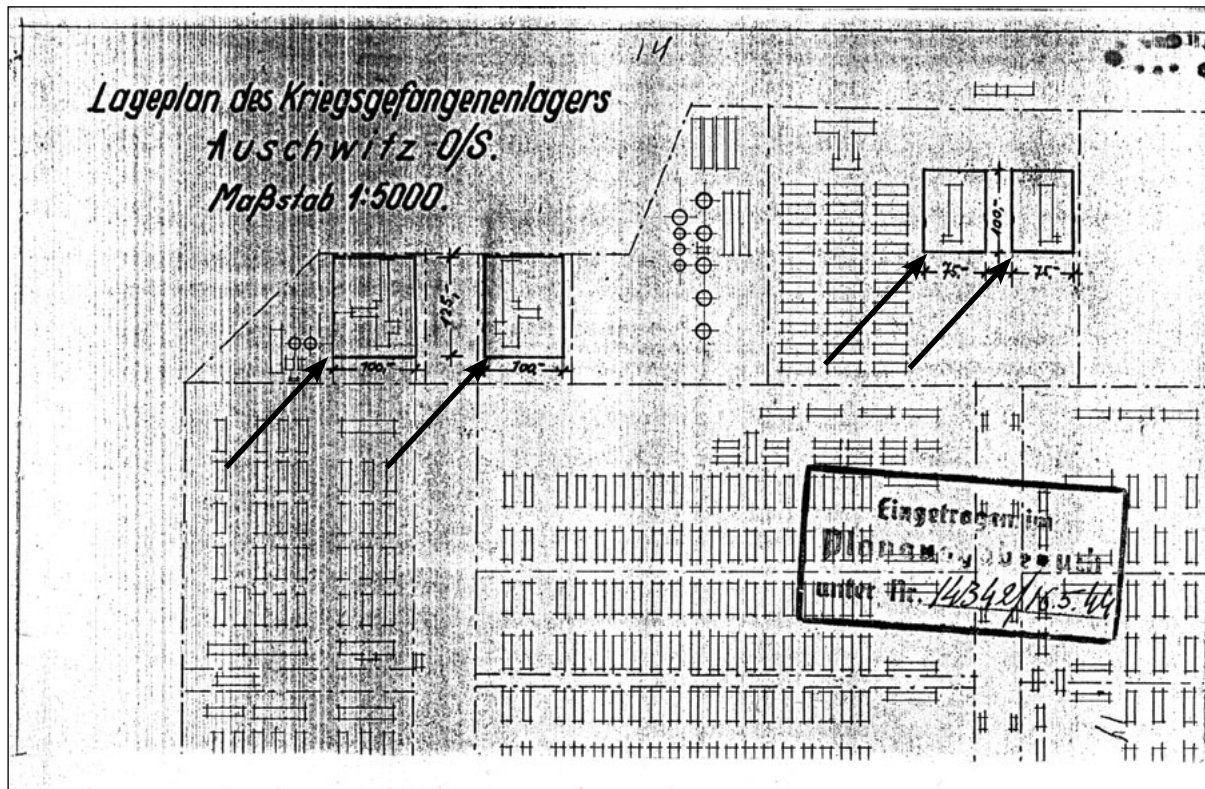 14
Lageplan des Kriegsgefangenenlagers
Auschwitz O/S.
Maßstab 1:5000.
100,-
75,-
75,-
125,-
100,-
100,-
Eingetragen im
unter Nr. 14342/16.5.44